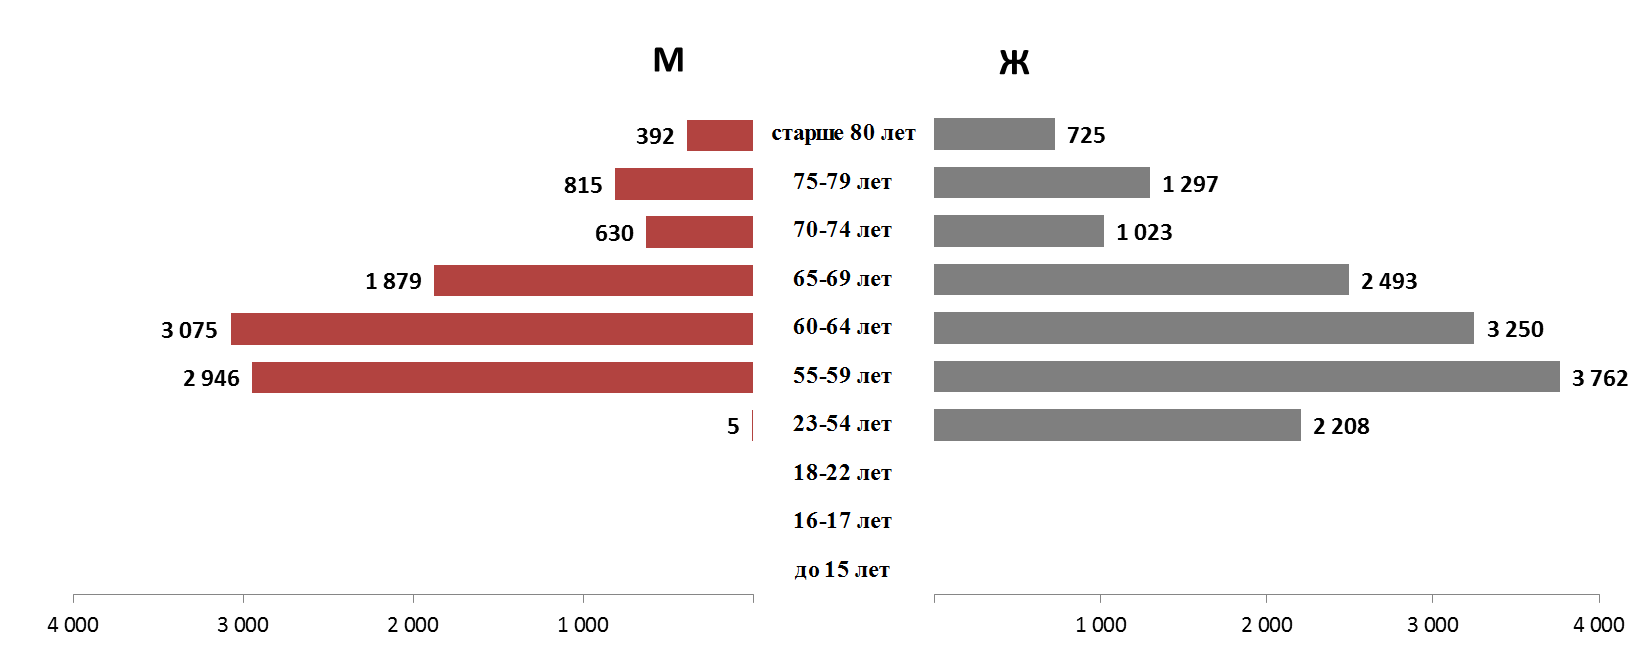 М Ж
392 старше 80 лет 725
815 75-79 лет 1 297
630 70-74 лет 1 023
1 879 65-69 лет 2 493
3 075 60-64 лет 3 250
2 946 55-59 лет 3 762
5 23-54 лет 2 208
18-22 лет
16-17 лет
до 15 лет
4 000 3 000 2 000 1 000 1 000 2 000 3 000 4 000